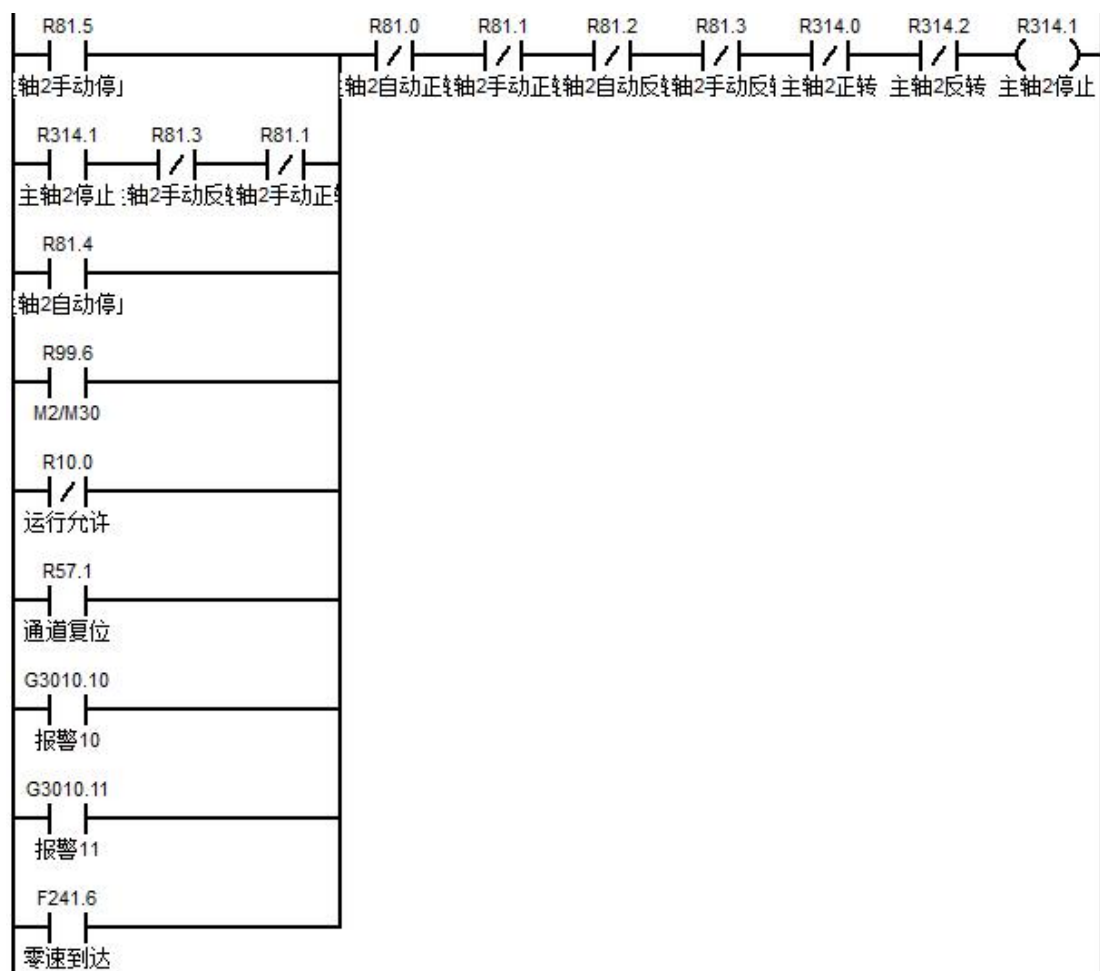 R81.5 R81.0 R81.1 R81.2 R81.3 R314.0 R314.2 R314.1
轴2手动停 轴2自动正 轴2手动正 轴2自动反 轴2手动反 主轴2正转 主轴2反转 主轴2停止
R314.1 R81.3 R81.1
主轴2停止 轴2手动反 轴2手动正
R81.4
轴2自动停
R99.6
M2/M30
R10.0
运行允许
R57.1
通道复位
G3010.10
报警10
G3010.11
报警11
F241.6
零速到达